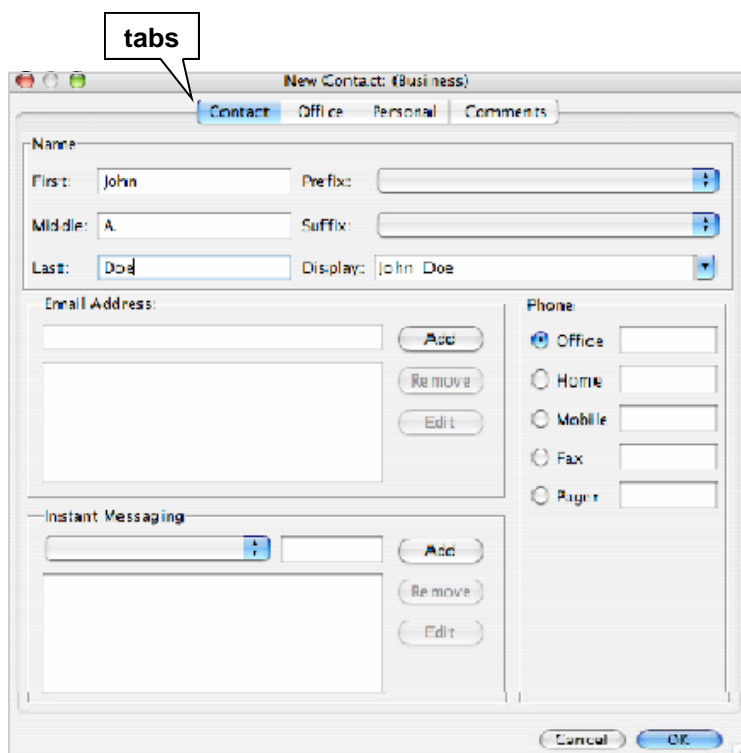 tabs
New Contact: (Business)
Contact Office Personal Comments
Name
First: John Prefix:
Middle: A. Suffix:
Last: Doe Display: John Doe
Email Address: Phone
Add Office
Remove Home
Edit Mobile
Fax
Pager
Instant Messaging
Add
Remove
Edit
Cancel OK